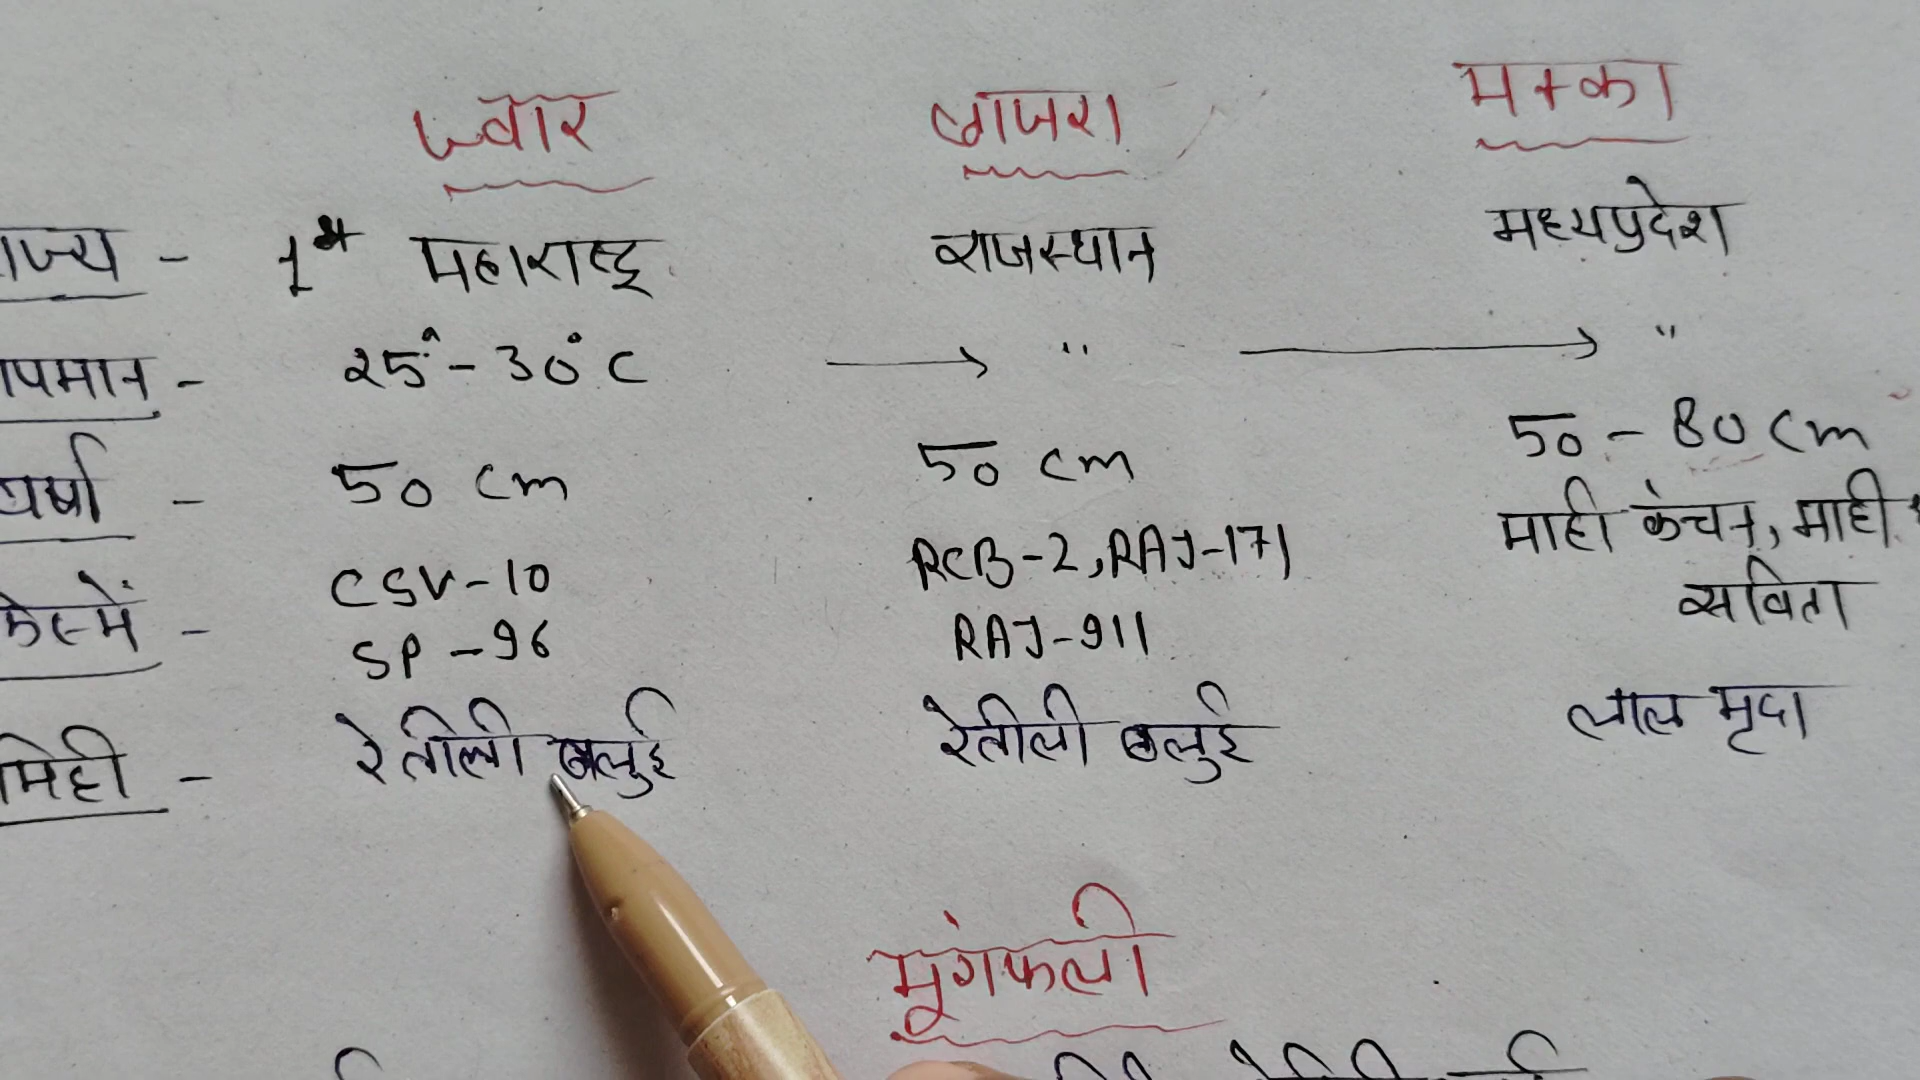 ज्वार बाजरा मक्का
राज्य - 1st महाराष्ट्र राजस्थान मध्यप्रदेश
तापमान - 25° - 30°C → " → "
वर्षा - 50 cm 50 cm 50 - 80 cm
किस्में - CSV-10 RCB-2, RAJ-171 माही कंचन, माही
SP-96 RAJ-911 सविता
मिट्टी - रेतीली बलुई रेतीली बलुई लाल मृदा
मूंगफली